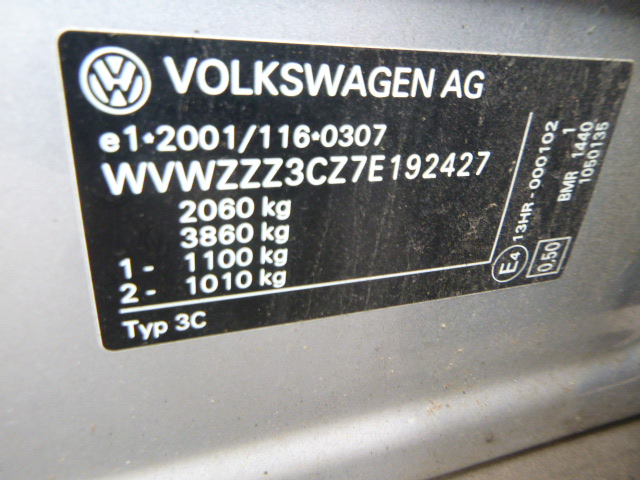 VOLKSWAGEN AG
e1*2001/116*0307
WVWZZZ3CZ7E192427
2060 kg
3860 kg
1 - 1100 kg
2 - 1010 kg
Typ 3C
E4 13HR-000102
0,50 BMR 1
1440
1090135